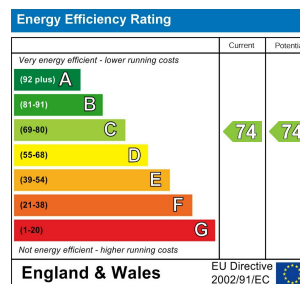 Energy Efficiency Rating
Current
Very energy efficient - lower running costs
(92 plus) A
(81-91) B
(69-80) C
74
74
(55-68) D
(39-54) E
(21-38) F
(1-20) G
Not energy efficient - higher running costs
England & Wales
EU Directive
2002/91/EC